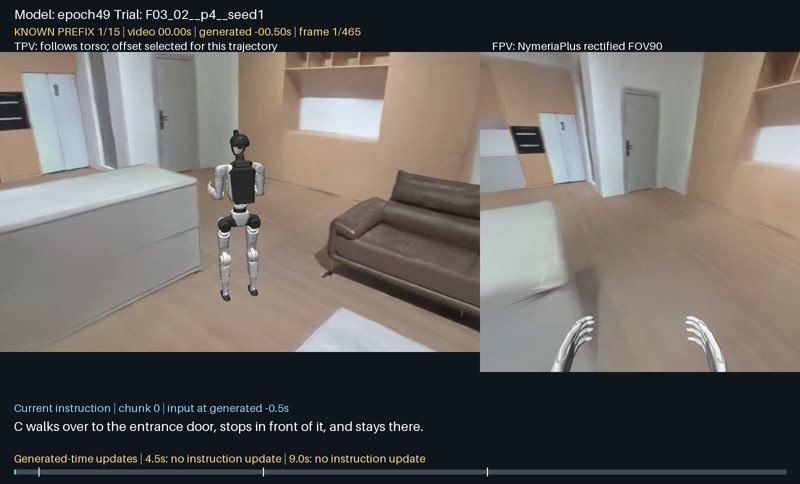 Model: epoch49 Trial: F03_02__p4__seed1
KNOWN PREFIX 1/15 | video 00.00s | generated -00.50s | frame 1/465
TPV: follows torso; offset selected for this trajectory
FPV: NymeriaPlus rectified FOV90
Current instruction | chunk 0 | input at generated -0.5s
C walks over to the entrance door, stops in front of it, and stays there.
Generated-time updates | 4.5s: no instruction update | 9.0s: no instruction update